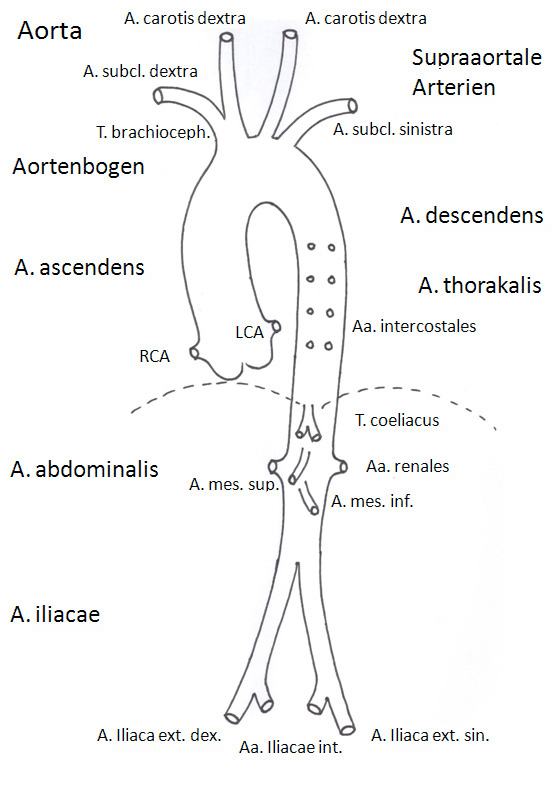 A. carotis dextra
A. carotis dextra
Aorta
Supraaortale
Arterien
A. subcl. dextra
T. brachioceph.
A. subcl. sinistra
Aortenbogen
A. descendens
A. ascendens
A. thorakalis
LCA
Aa. intercostales
RCA
T. coeliacus
A. abdominalis
Aa. renales
A. mes. sup.
A. mes. inf.
A. iliacae
A. Iliaca ext. dex.
Aa. Iliacae int.
A. Iliaca ext. sin.